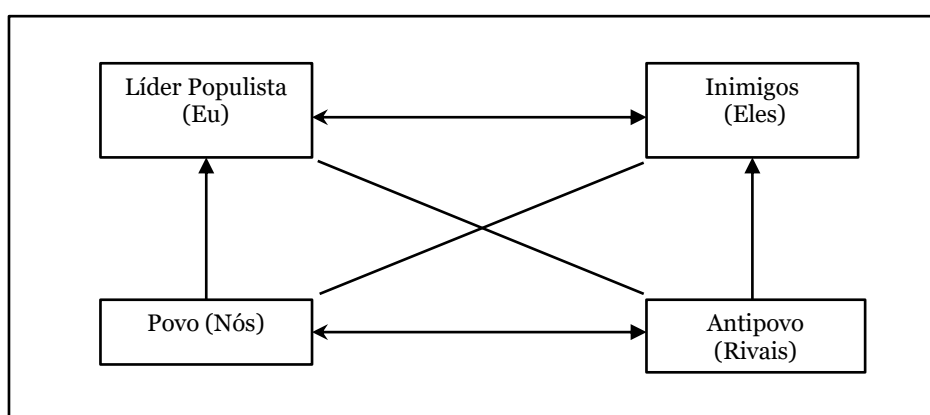 Líder Populista
(Eu)
Inimigos
(Eles)
Povo (Nós)
Antipovo
(Rivais)